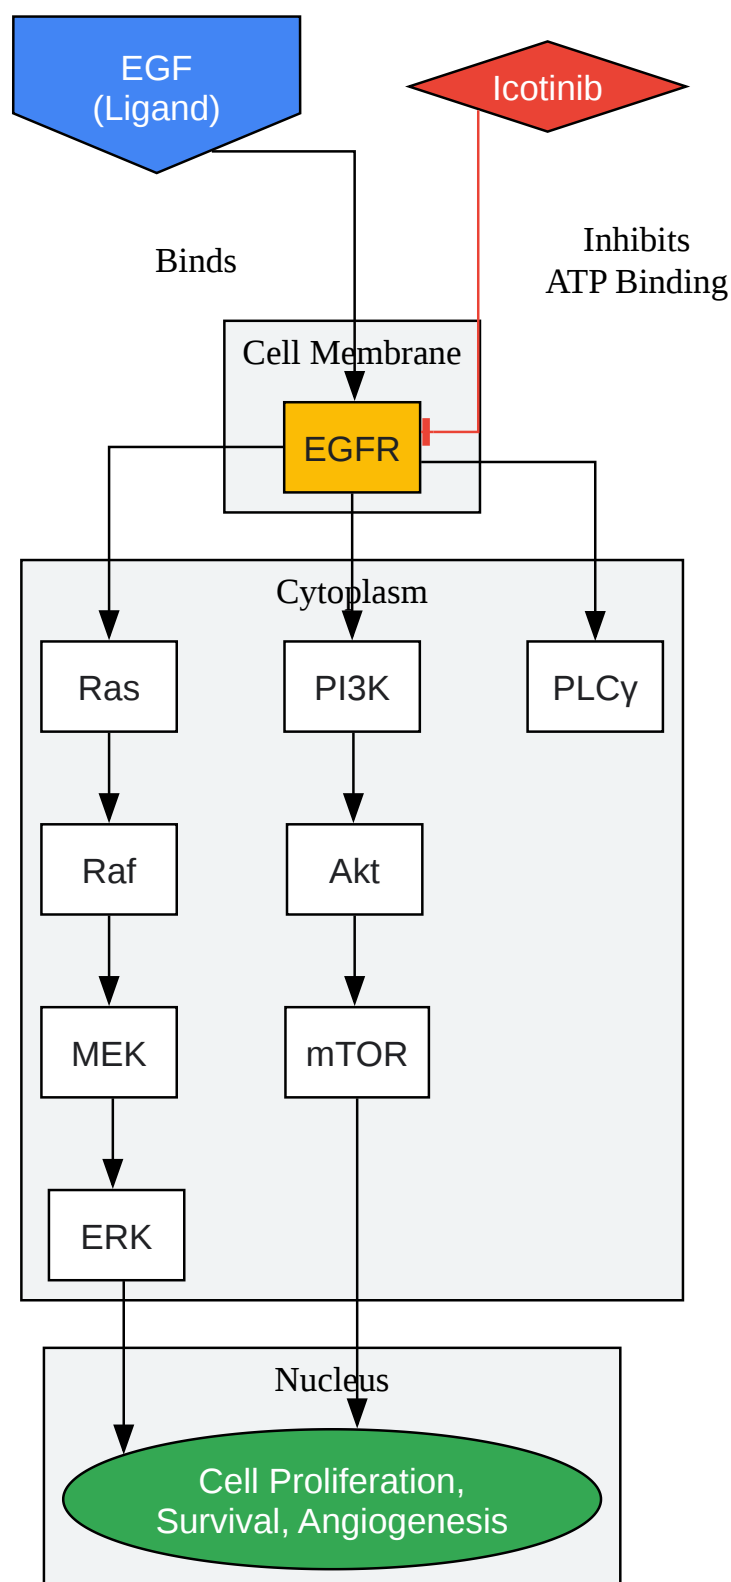 EGF
(Ligand)
Icotinib
Binds
Inhibits
ATP Binding
Cell Membrane
EGFR
Cytoplasm
Ras
PI3K
PLCγ
Raf
Akt
MEK
mTOR
ERK
Nucleus
Cell Proliferation,
Survival, Angiogenesis